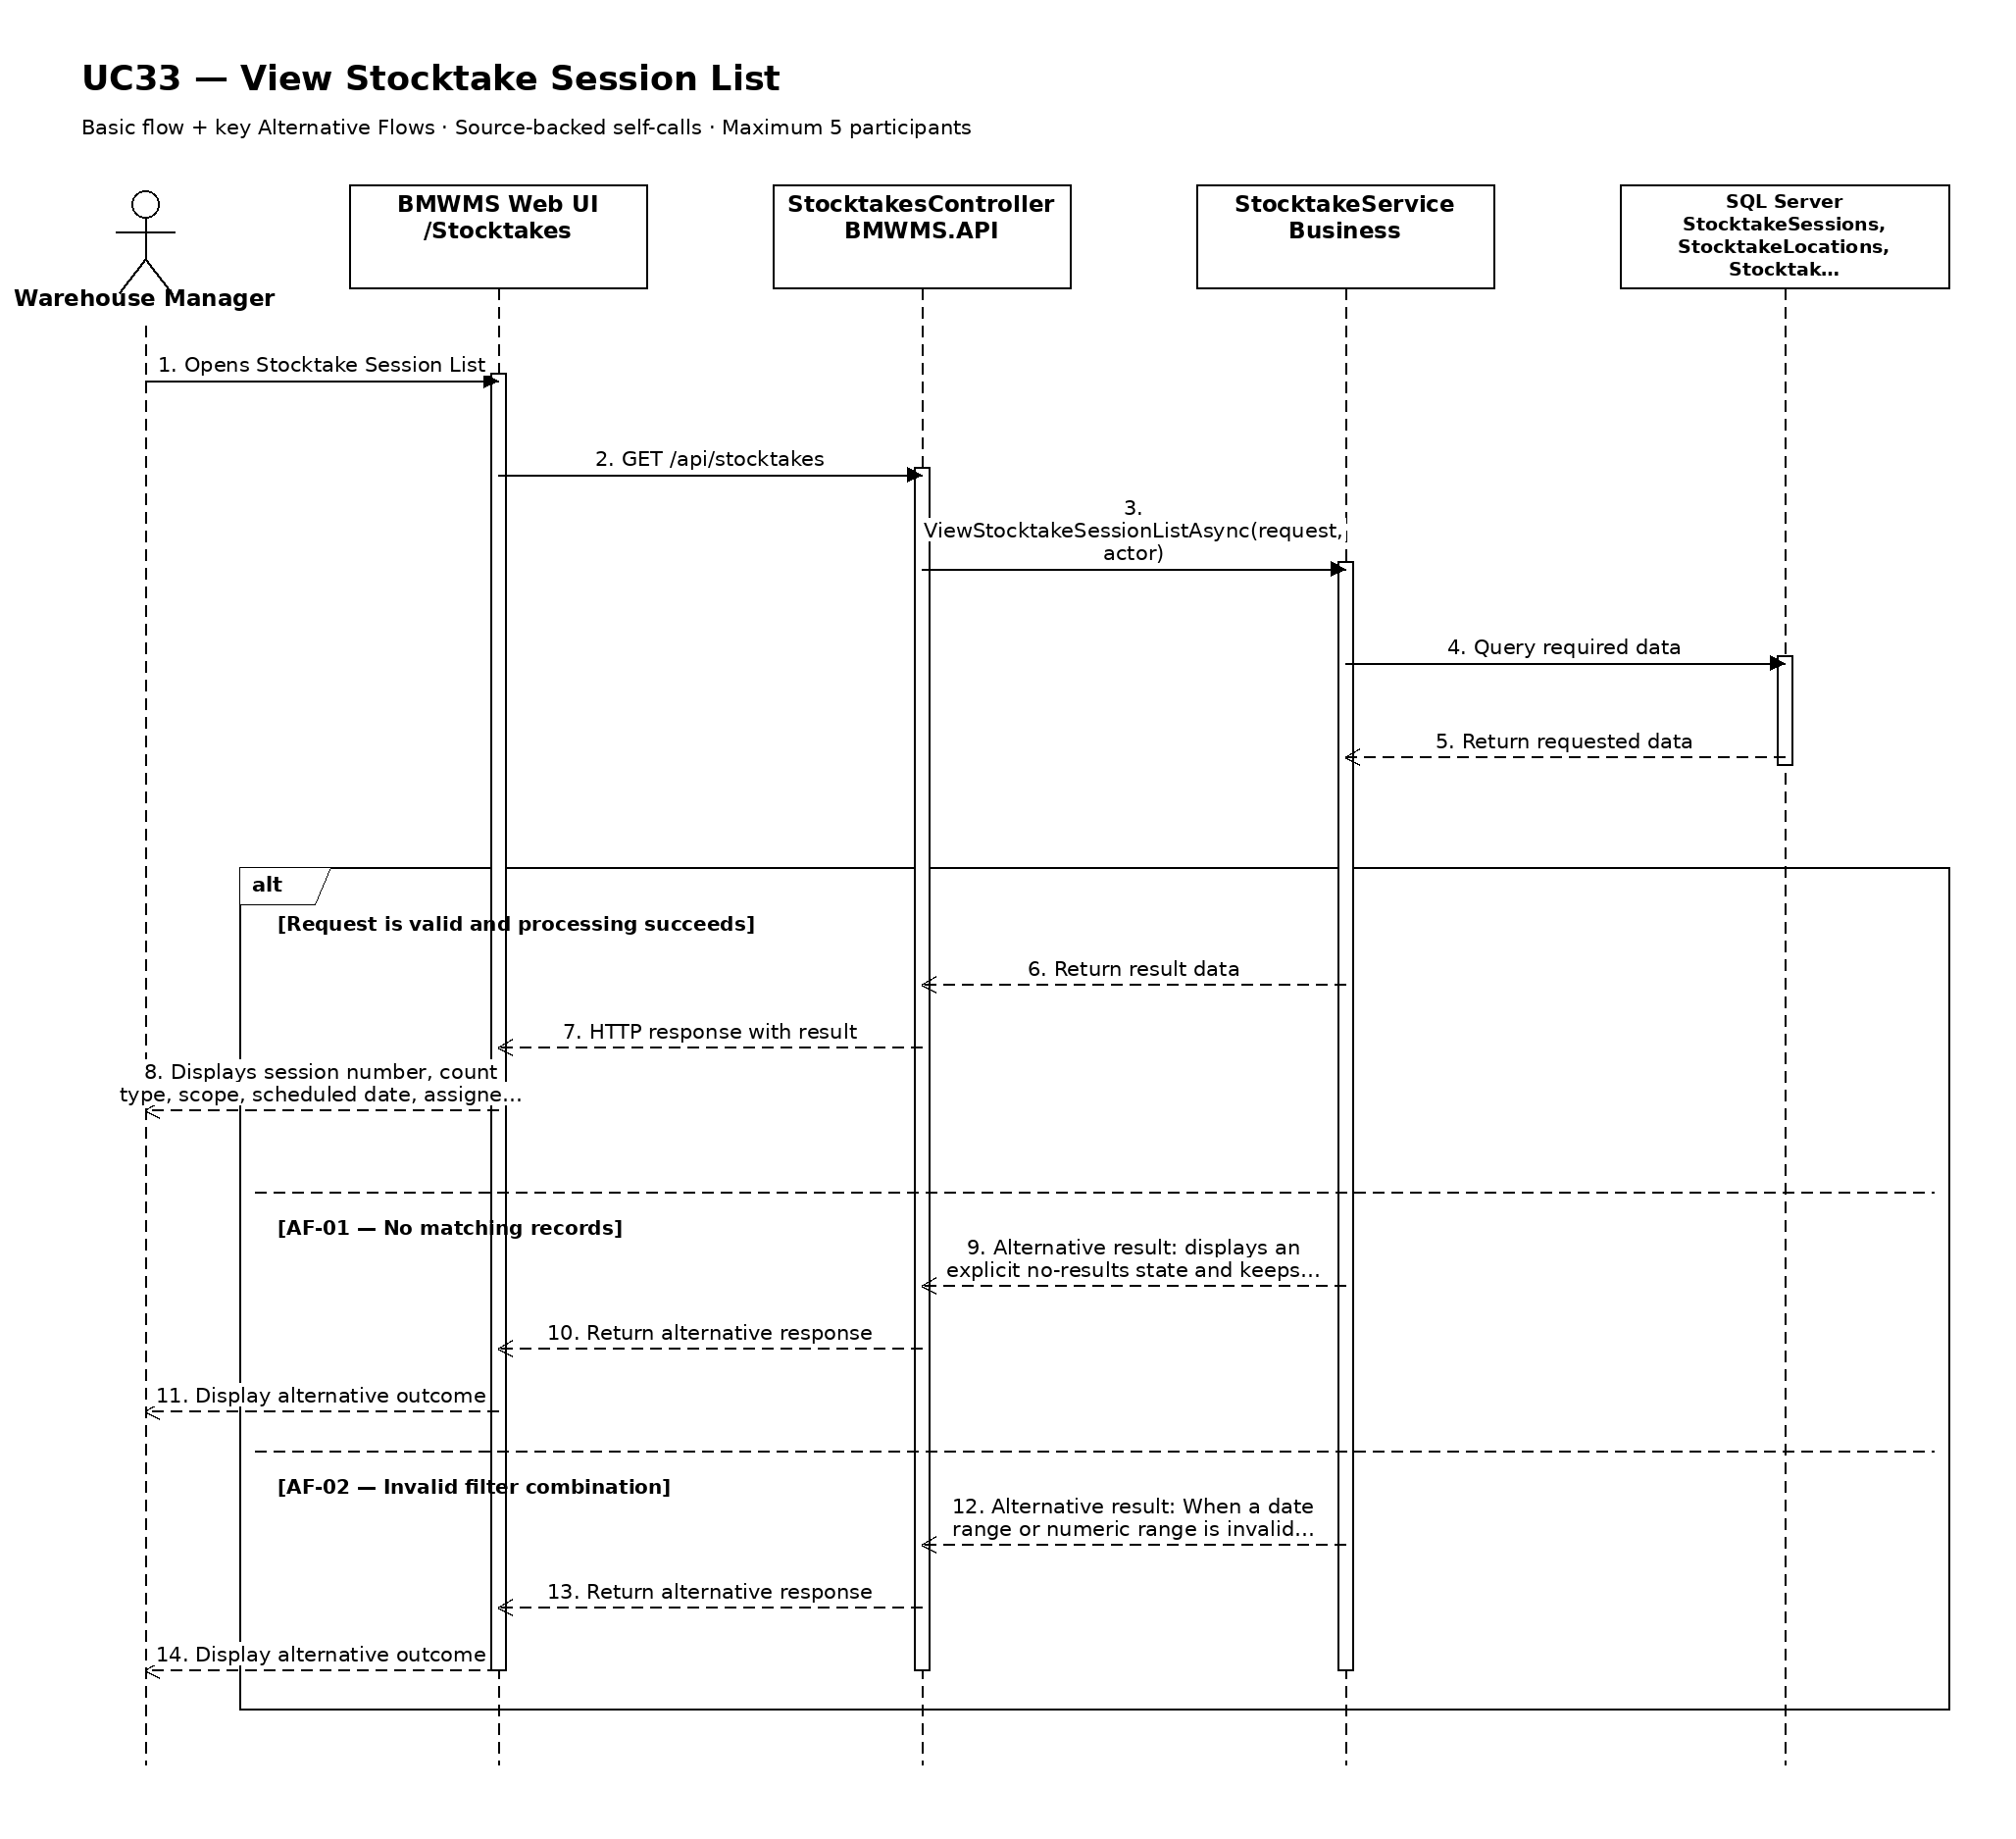 UC33 — View Stocktake Session List
Basic flow + key Alternative Flows · Source-backed self-calls · Maximum 5 participants
Warehouse Manager
BMWMS Web UI
/Stocktakes
StocktakesController
BMWMS.API
StocktakeService
Business
SQL Server
StocktakeSessions,
StocktakeLocations,
Stocktak...
1. Opens Stocktake Session List
2. GET /api/stocktakes
3.
ViewStocktakeSessionListAsync(request,
actor)
4. Query required data
5. Return requested data
alt
[Request is valid and processing succeeds]
6. Return result data
7. HTTP response with result
8. Displays session number, count
type, scope, scheduled date, assigne...
[AF-01 — No matching records]
9. Alternative result: displays an
explicit no-results state and keeps...
10. Return alternative response
11. Display alternative outcome
[AF-02 — Invalid filter combination]
12. Alternative result: When a date
range or numeric range is invalid...
13. Return alternative response
14. Display alternative outcome